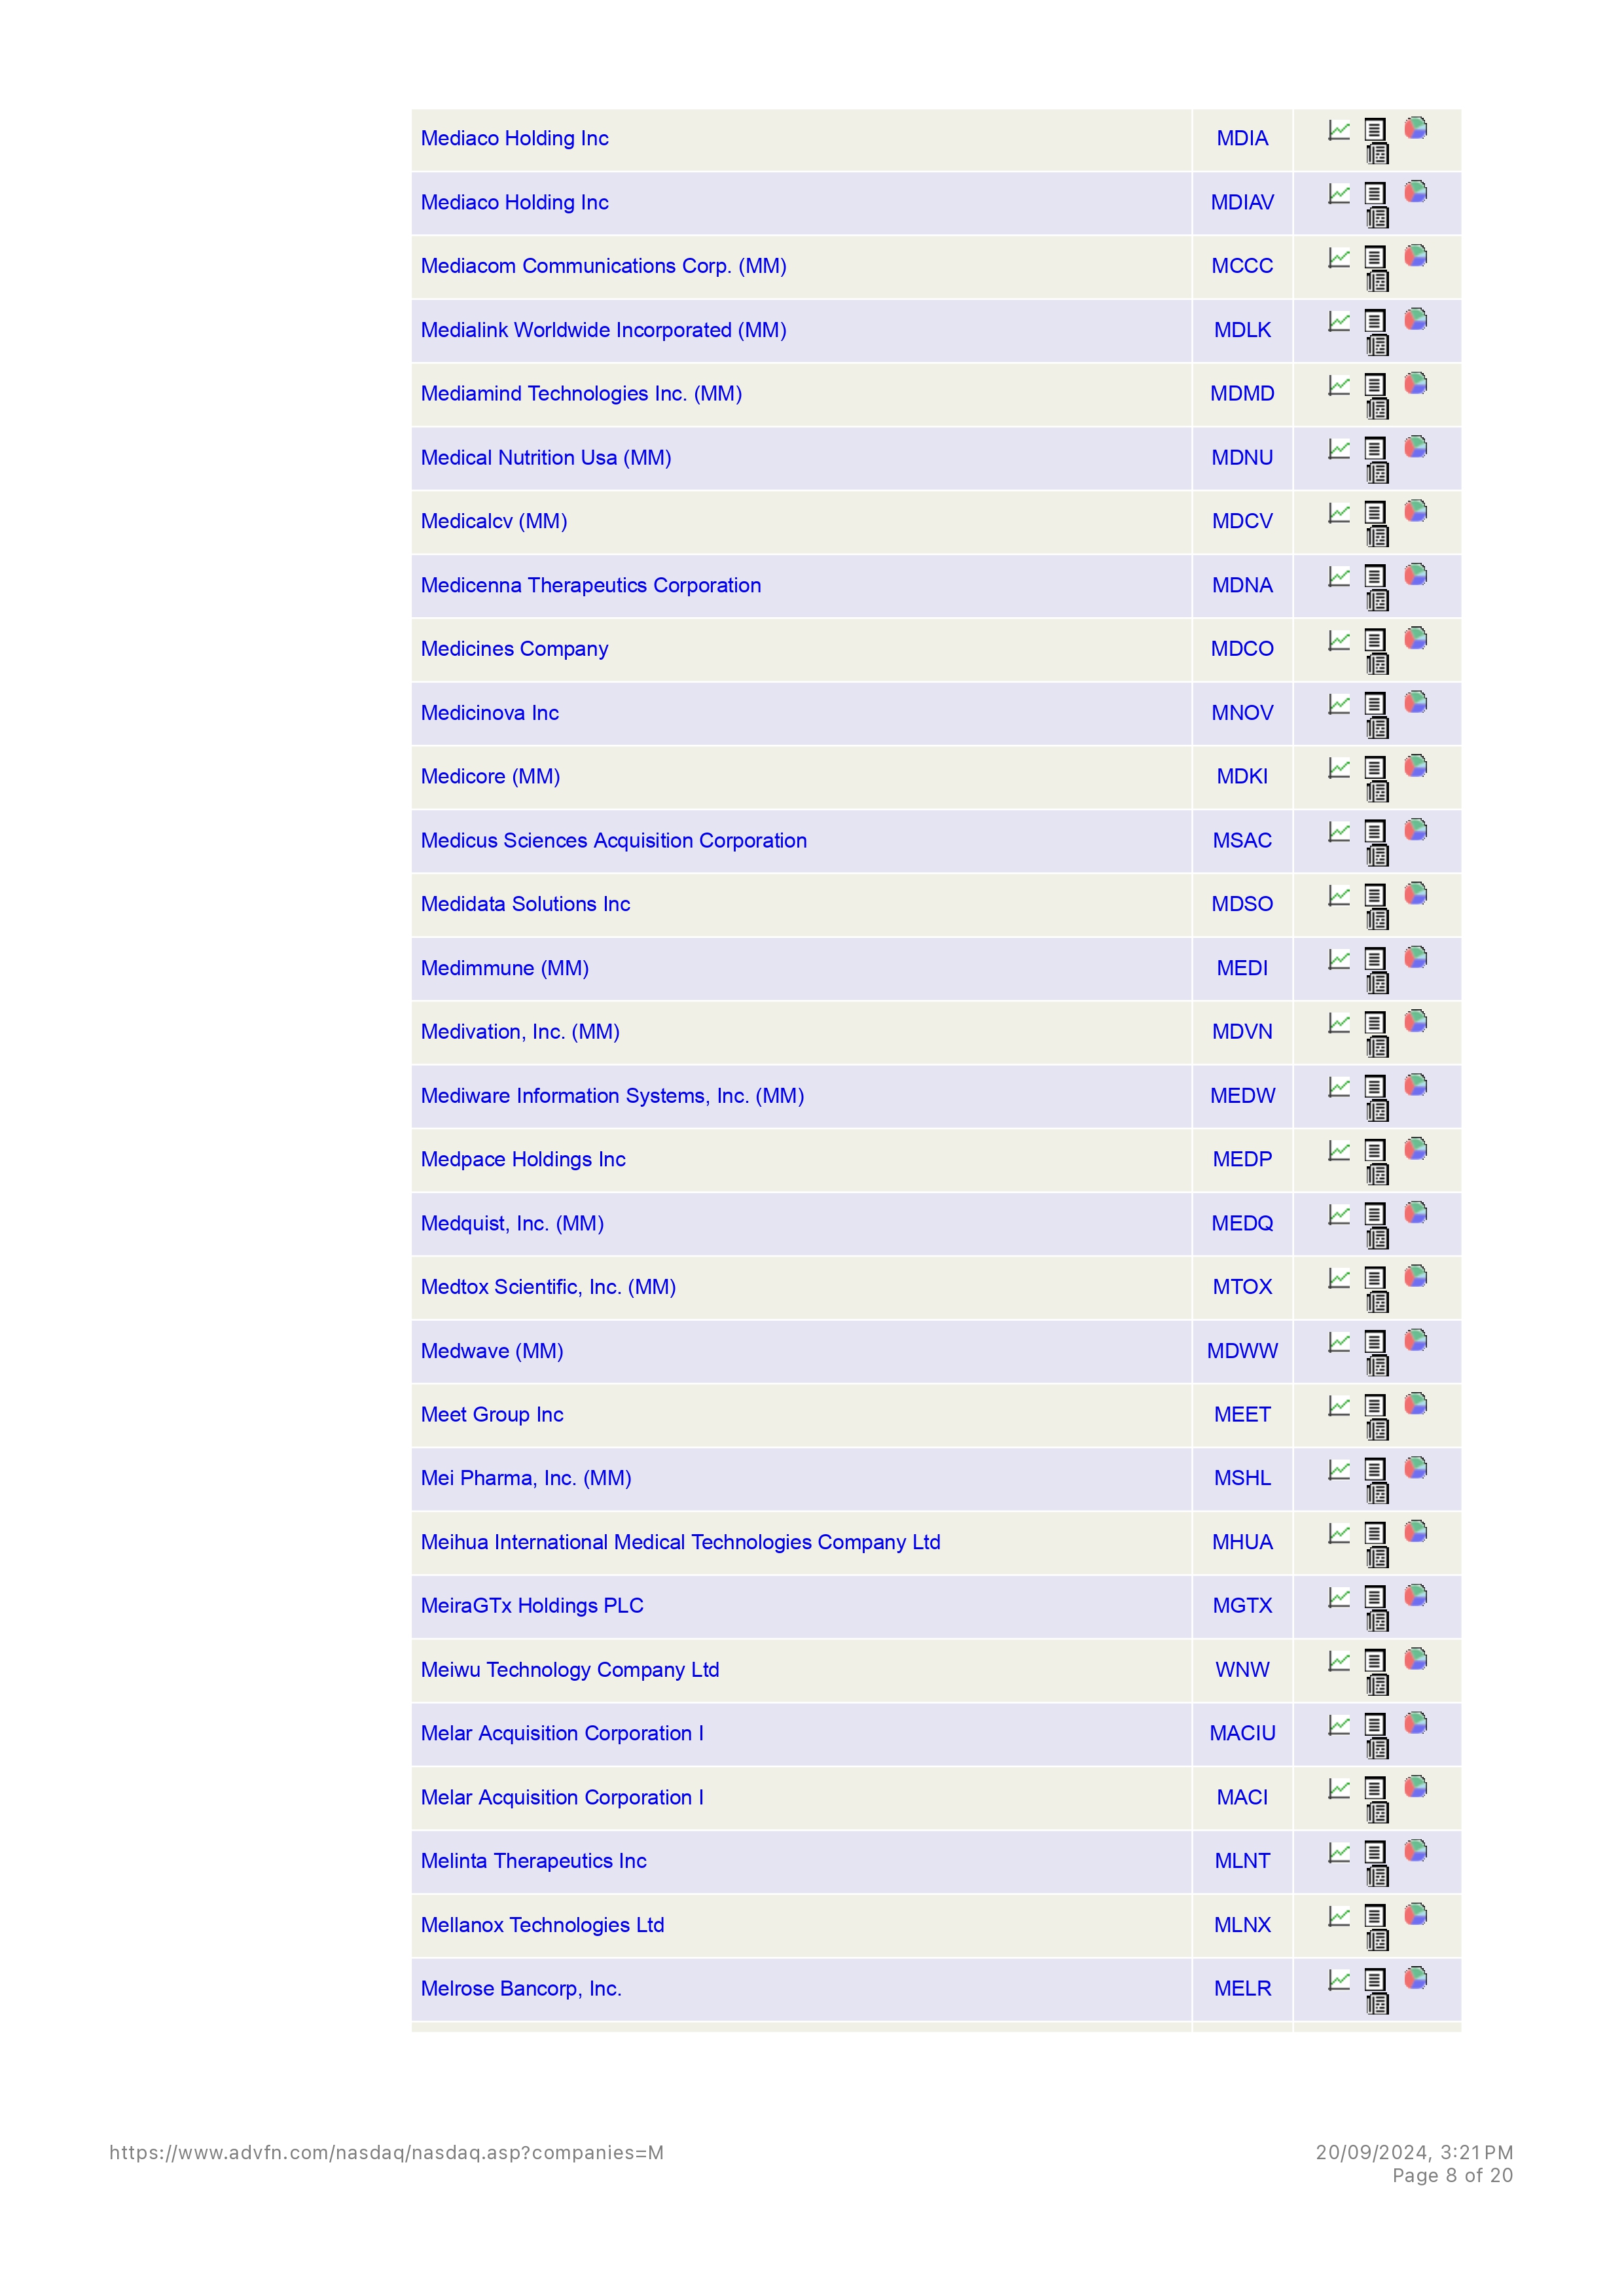 Mediaco Holding Inc MDIA
Mediaco Holding Inc MDIAV
Mediacom Communications Corp. (MM) MCCC
Medialink Worldwide Incorporated (MM) MDLK
Mediamind Technologies Inc. (MM) MDMD
Medical Nutrition Usa (MM) MDNU
Medicalcv (MM) MDCV
Medicenna Therapeutics Corporation MDNA
Medicines Company MDCO
Medicinova Inc MNOV
Medicore (MM) MDKI
Medicus Sciences Acquisition Corporation MSAC
Medidata Solutions Inc MDSO
Medimmune (MM) MEDI
Medivation, Inc. (MM) MDVN
Mediware Information Systems, Inc. (MM) MEDW
Medpace Holdings Inc MEDP
Medquist, Inc. (MM) MEDQ
Medtox Scientific, Inc. (MM) MTOX
Medwave (MM) MDWW
Meet Group Inc MEET
Mei Pharma, Inc. (MM) MSHL
Meihua International Medical Technologies Company Ltd MHUA
MeiraGTx Holdings PLC MGTX
Meiwu Technology Company Ltd WNW
Melar Acquisition Corporation I MACIU
Melar Acquisition Corporation I MACI
Melinta Therapeutics Inc MLNT
Mellanox Technologies Ltd MLNX
Melrose Bancorp, Inc. MELR
https://www.advfn.com/nasdaq/nasdaq.asp?companies=M 20/09/2024, 3:21 PM
Page 8 of 20